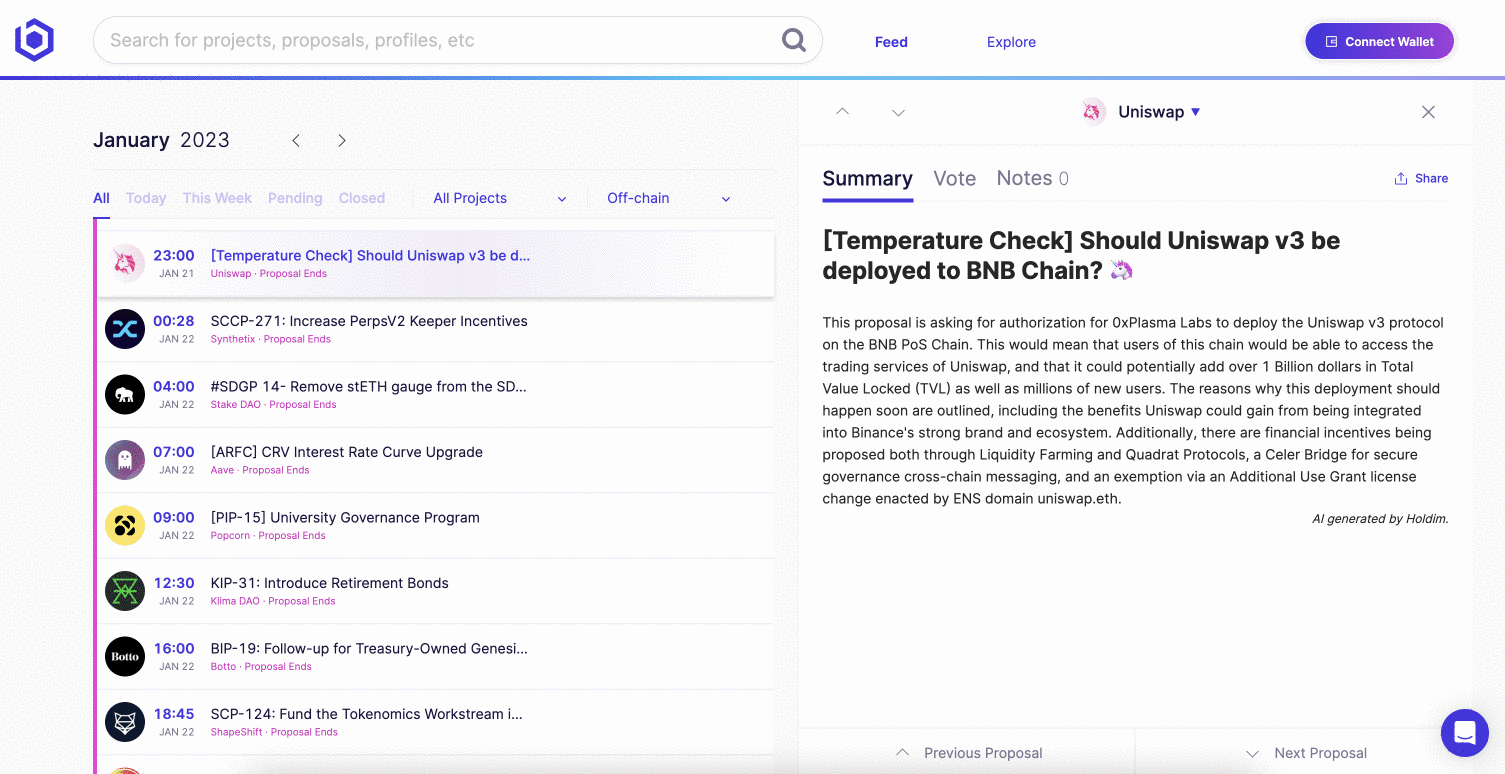 Search for projects, proposals, profiles, etc
Feed
Explore
Connect Wallet
January 2023
All
Today
This Week
Pending
Closed
All Projects
Off-chain
23:00
JAN 21
[Temperature Check] Should Uniswap v3 be d...
Uniswap · Proposal Ends
00:28
JAN 22
SCCP-271: Increase PerpsV2 Keeper Incentives
Synthetix · Proposal Ends
04:00
JAN 22
#SDGP 14- Remove stETH gauge from the SD...
Stake DAO · Proposal Ends
07:00
JAN 22
[ARFC] CRV Interest Rate Curve Upgrade
Aave · Proposal Ends
09:00
JAN 22
[PIP-15] University Governance Program
Popcorn · Proposal Ends
12:30
JAN 22
KIP-31: Introduce Retirement Bonds
Klima DAO · Proposal Ends
Botto
16:00
JAN 22
BIP-19: Follow-up for Treasury-Owned Genesi...
Botto · Proposal Ends
18:45
JAN 22
SCP-124: Fund the Tokenomics Workstream i...
ShapeShift · Proposal Ends
Uniswap
Summary
Vote
Notes 0
Share
[Temperature Check] Should Uniswap v3 be
deployed to BNB Chain? 🦄
This proposal is asking for authorization for 0xPlasma Labs to deploy the Uniswap v3 protocol
on the BNB PoS Chain. This would mean that users of this chain would be able to access the
trading services of Uniswap, and that it could potentially add over 1 Billion dollars in Total
Value Locked (TVL) as well as millions of new users. The reasons why this deployment should
happen soon are outlined, including the benefits Uniswap could gain from being integrated
into Binance's strong brand and ecosystem. Additionally, there are financial incentives being
proposed both through Liquidity Farming and Quadrat Protocols, a Celer Bridge for secure
governance cross-chain messaging, and an exemption via an Additional Use Grant license
change enacted by ENS domain uniswap.eth.
AI generated by Holdim.
Previous Proposal
Next Proposal